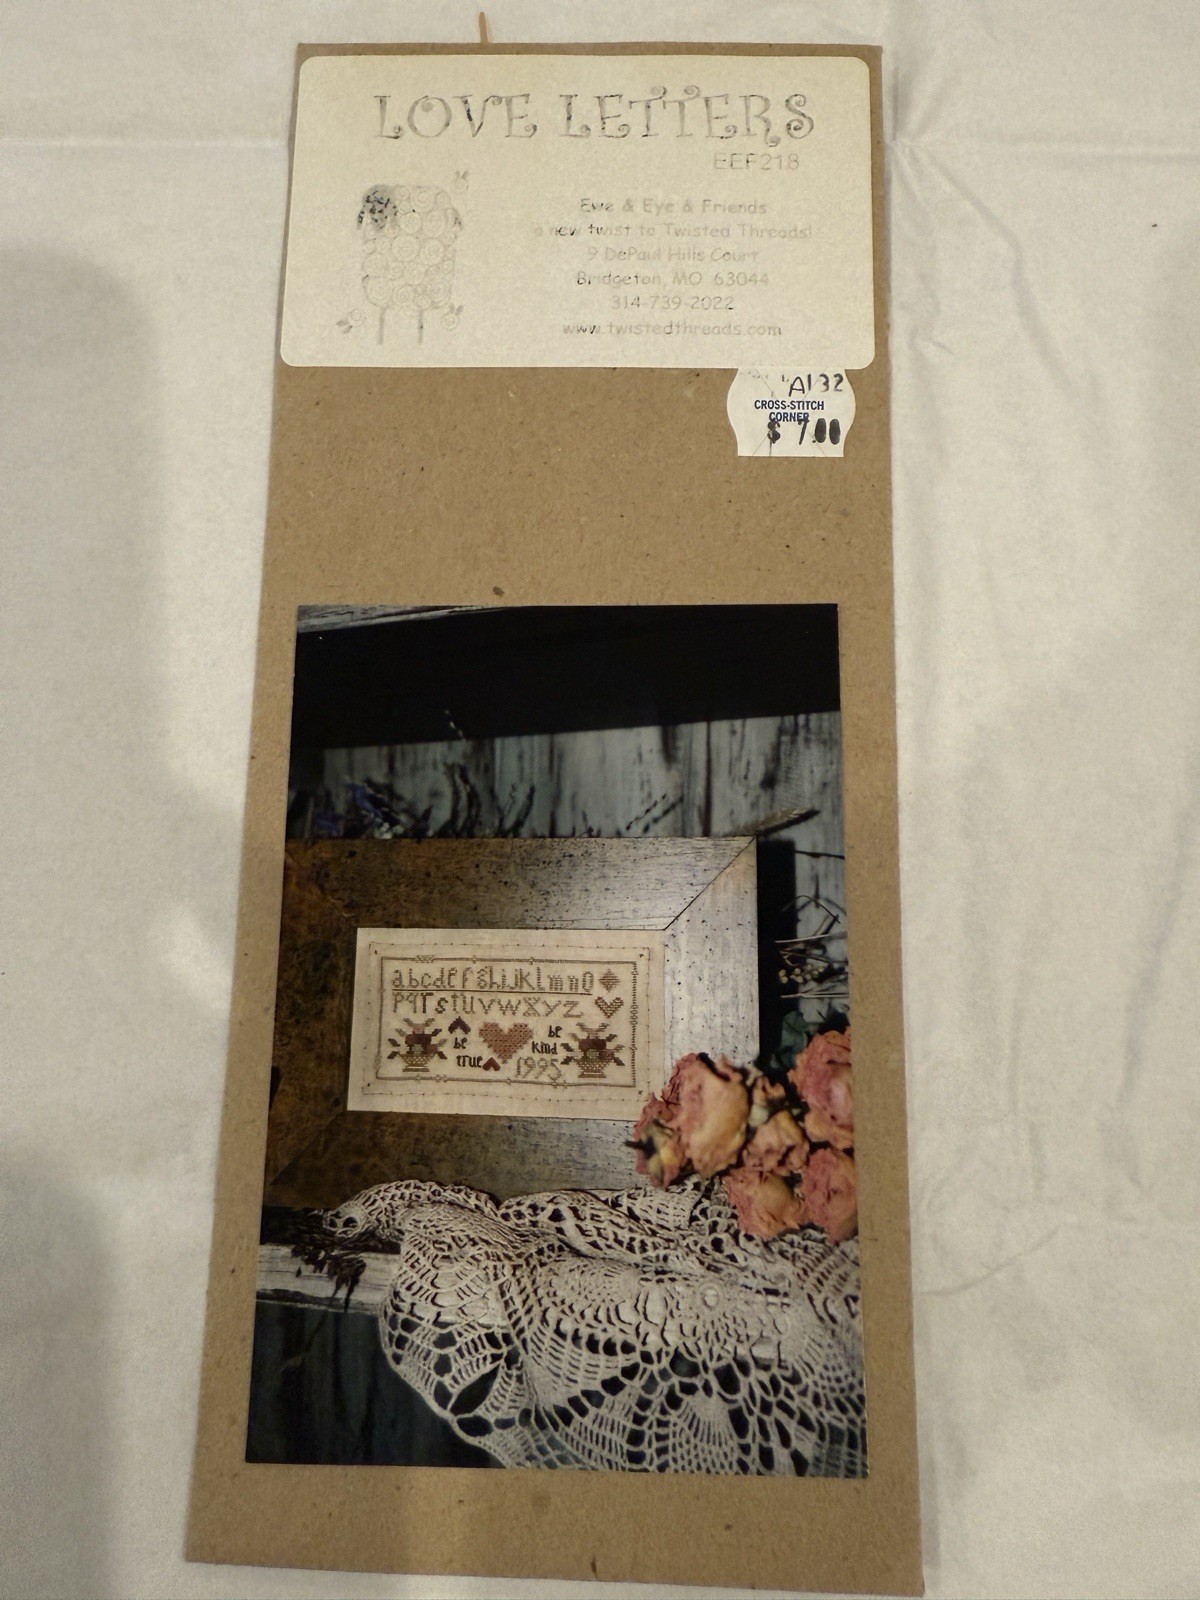 LOVE LETTERS
EEF218
Ewe & Eye & Friends
a new twist to Twisted Threads!
9 DePaul Hills Court
Bridgeton, MO 63044
314-739-2022
www.twistedthreads.com
A132
CROSS-STITCH
CORNER
$ 7.00
abcdefghijklmno
pqrstuvwxyz
be
true
be
kind
1995